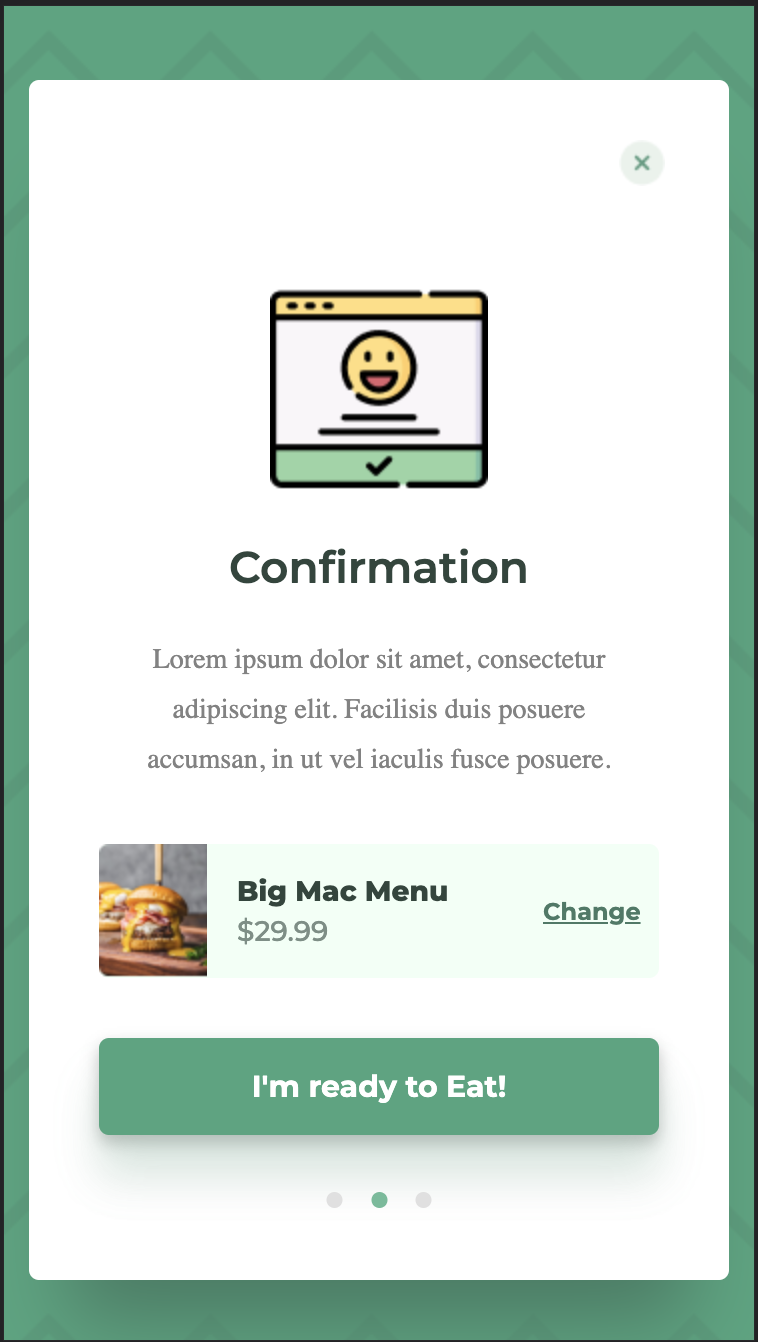 Confirmation
Lorem ipsum dolor sit amet, consectetur
adipiscing elit. Facilisis duis posuere
accumsan, in ut vel iaculis fusce posuere.
Big Mac Menu
$29.99
Change
I'm ready to Eat!